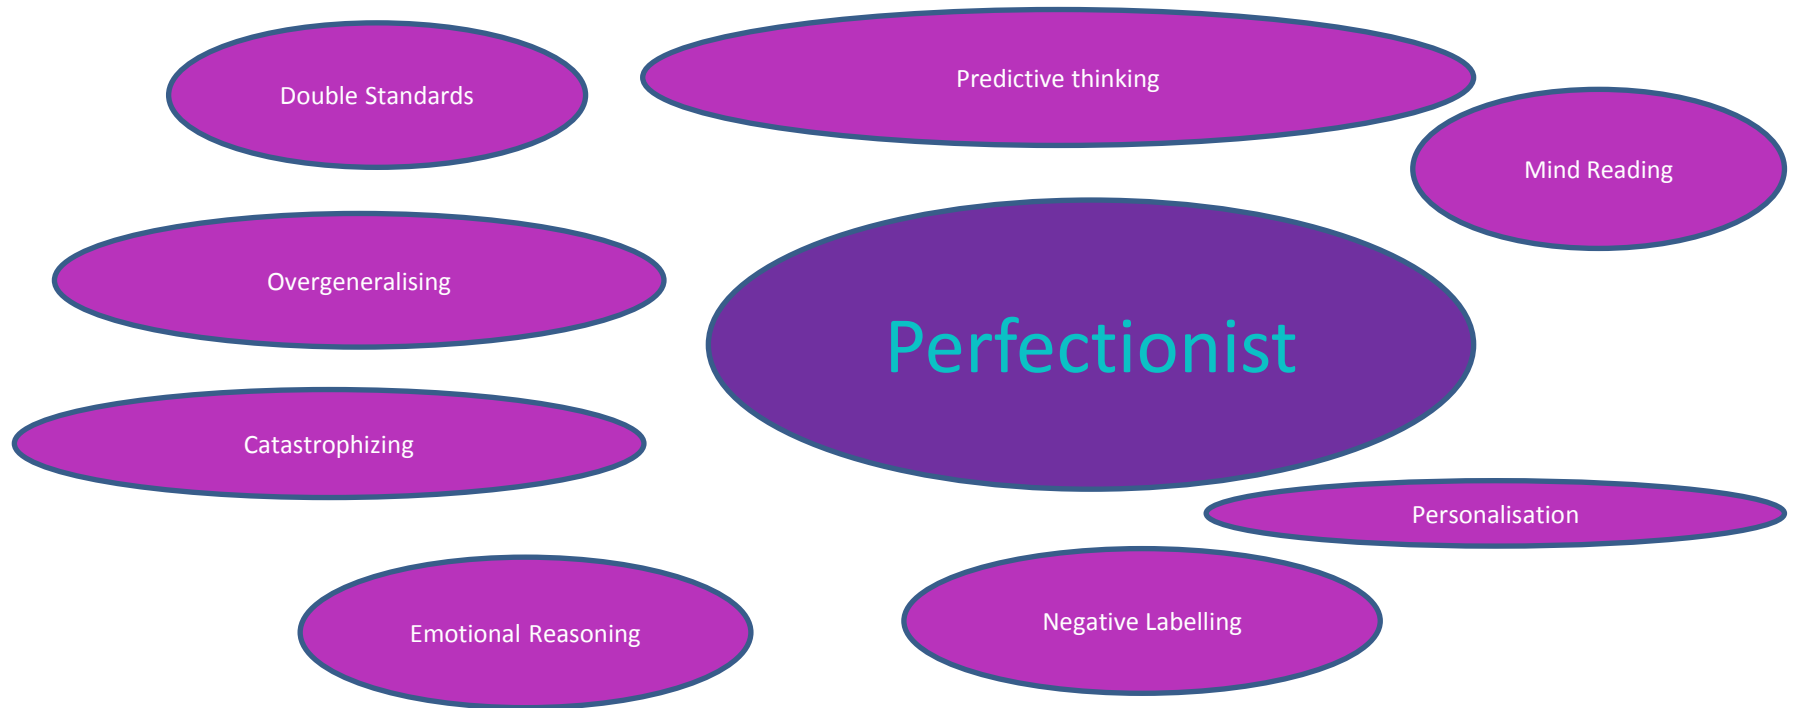 Double Standards
Predictive thinking
Mind Reading
Overgeneralising
Perfectionist
Catastrophizing
Personalisation
Emotional Reasoning
Negative Labelling